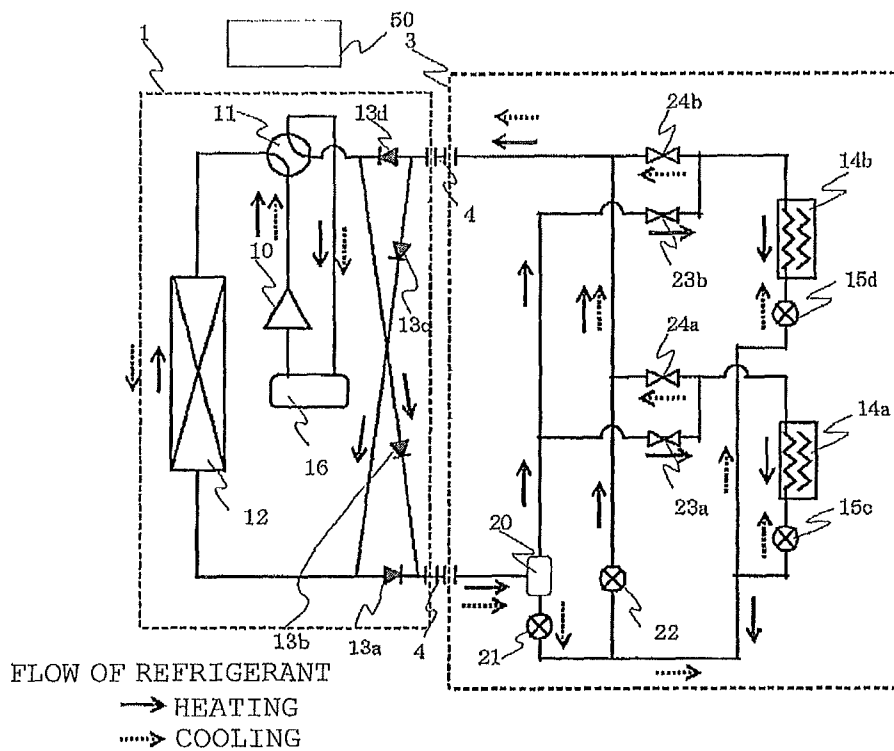 50
1
3
11
13d
24b
14b
4
10
23b
15d
13c
24a
14a
16
12
23a
15c
20
22
13b
13a
4
21
FLOW OF REFRIGERANT
HEATING
COOLING